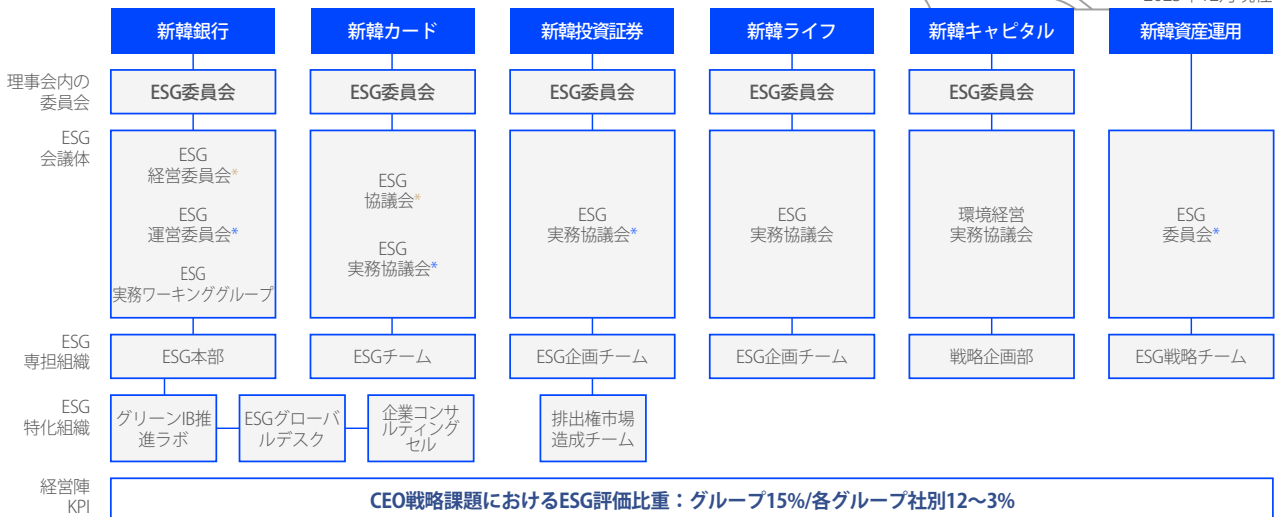 2023年12月現在
新韓銀行
新韓カード
新韓投資証券
新韓ライフ
新韓キャピタル
新韓資産運用
理事会内の
委員会
ESG委員会
ESG委員会
ESG委員会
ESG委員会
ESG委員会
ESG
会議体
ESG
経営委員会*
ESG
運営委員会*
ESG
実務ワーキンググループ
ESG
協議会*
ESG
実務協議会*
ESG
実務協議会*
ESG
実務協議会
環境経営
実務協議会
ESG
委員会*
ESG
専担組織
ESG本部
ESGチーム
ESG企画チーム
ESG企画チーム
戦略企画部
ESG戦略チーム
ESG
特化組織
グリーンIB推
進ラボ
ESGグローバ
ルデスク
企業コンサ
ルティング
セル
排出権市場
造成チーム
経営陣
KPI
CEO戦略課題におけるESG評価比重：グループ15%/各グループ社別12〜3%